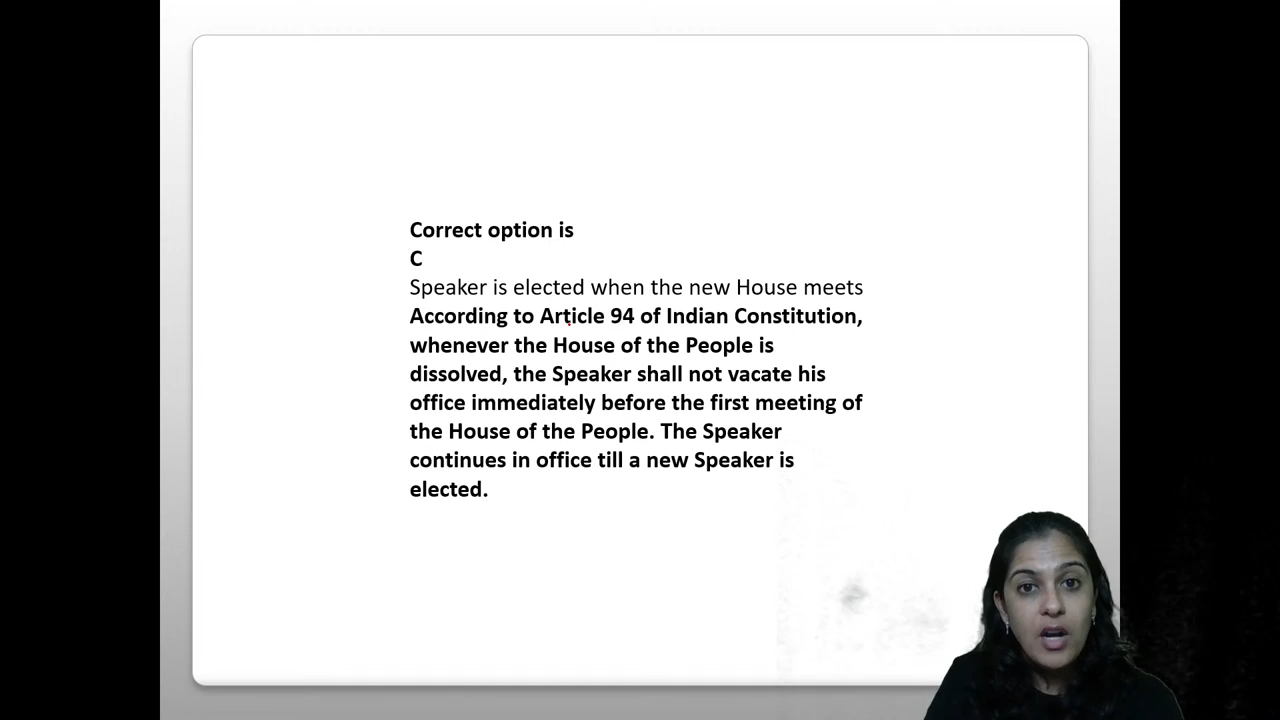 Correct option is
C
Speaker is elected when the new House meets
According to Article 94 of Indian Constitution,
whenever the House of the People is
dissolved, the Speaker shall not vacate his
office immediately before the first meeting of
the House of the People. The Speaker
continues in office till a new Speaker is
elected.